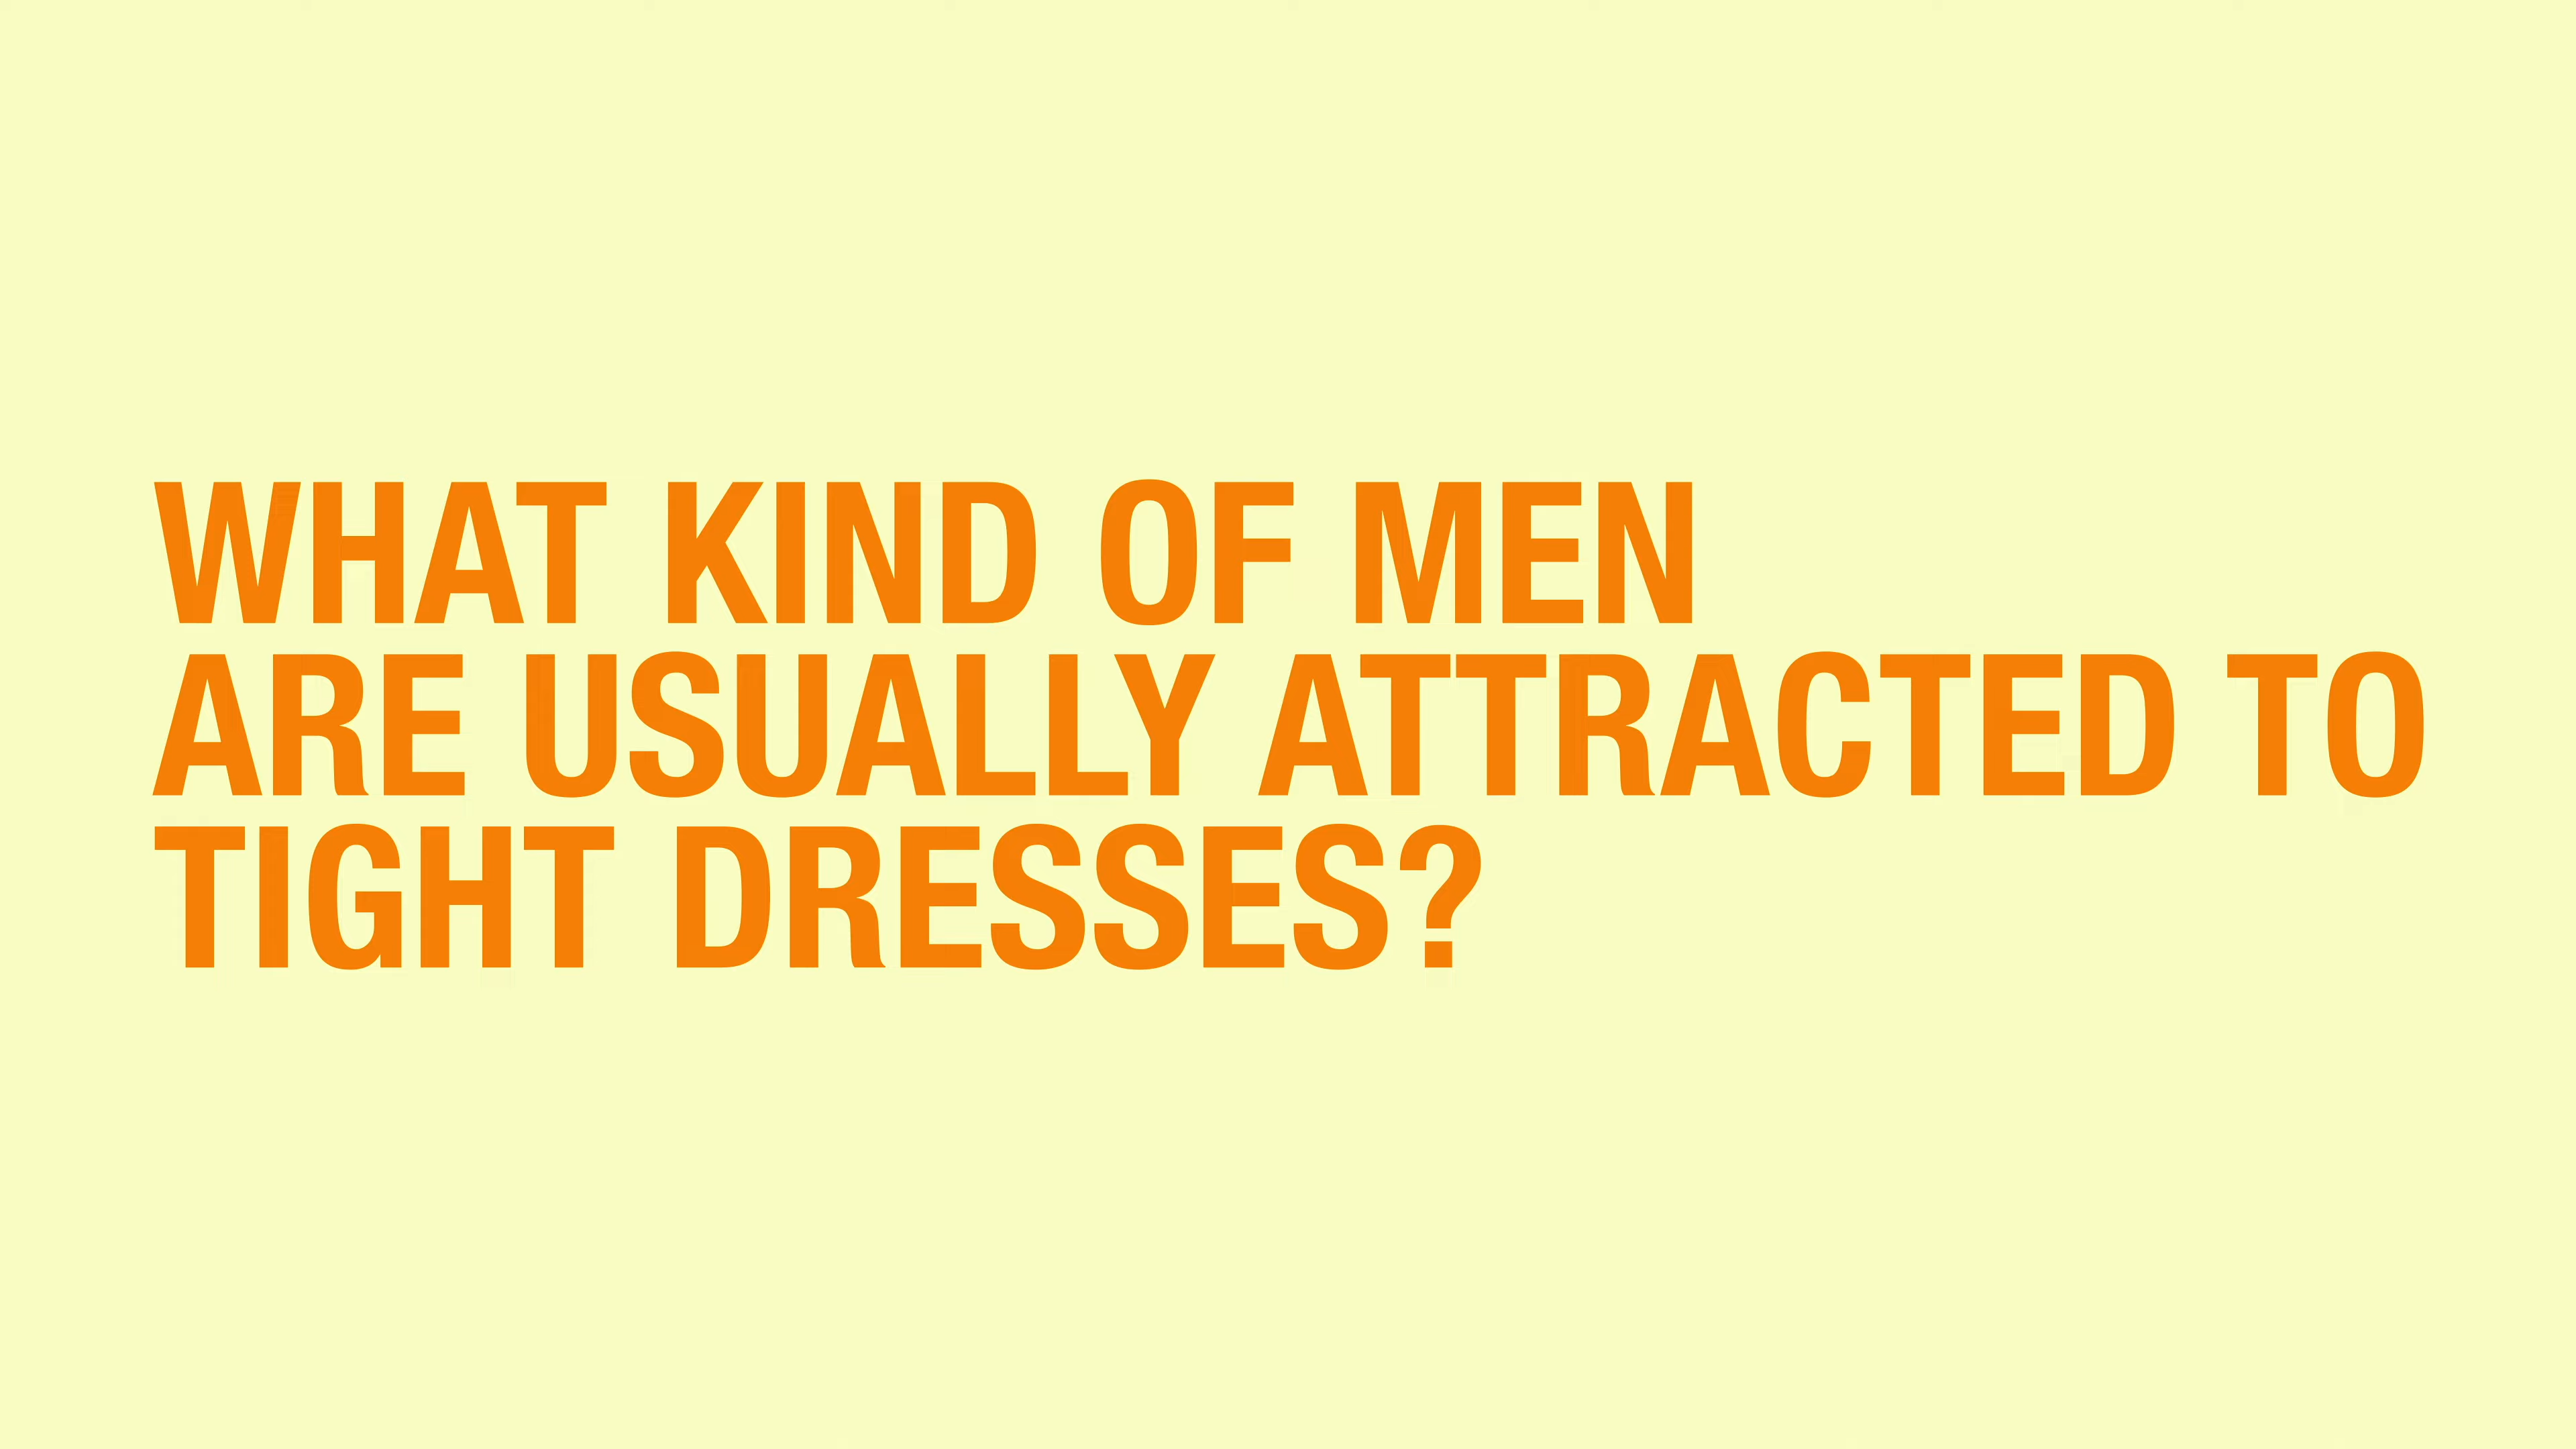 WHAT KIND OF MEN
ARE USUALLY ATTRACTED TO
TIGHT DRESSES?